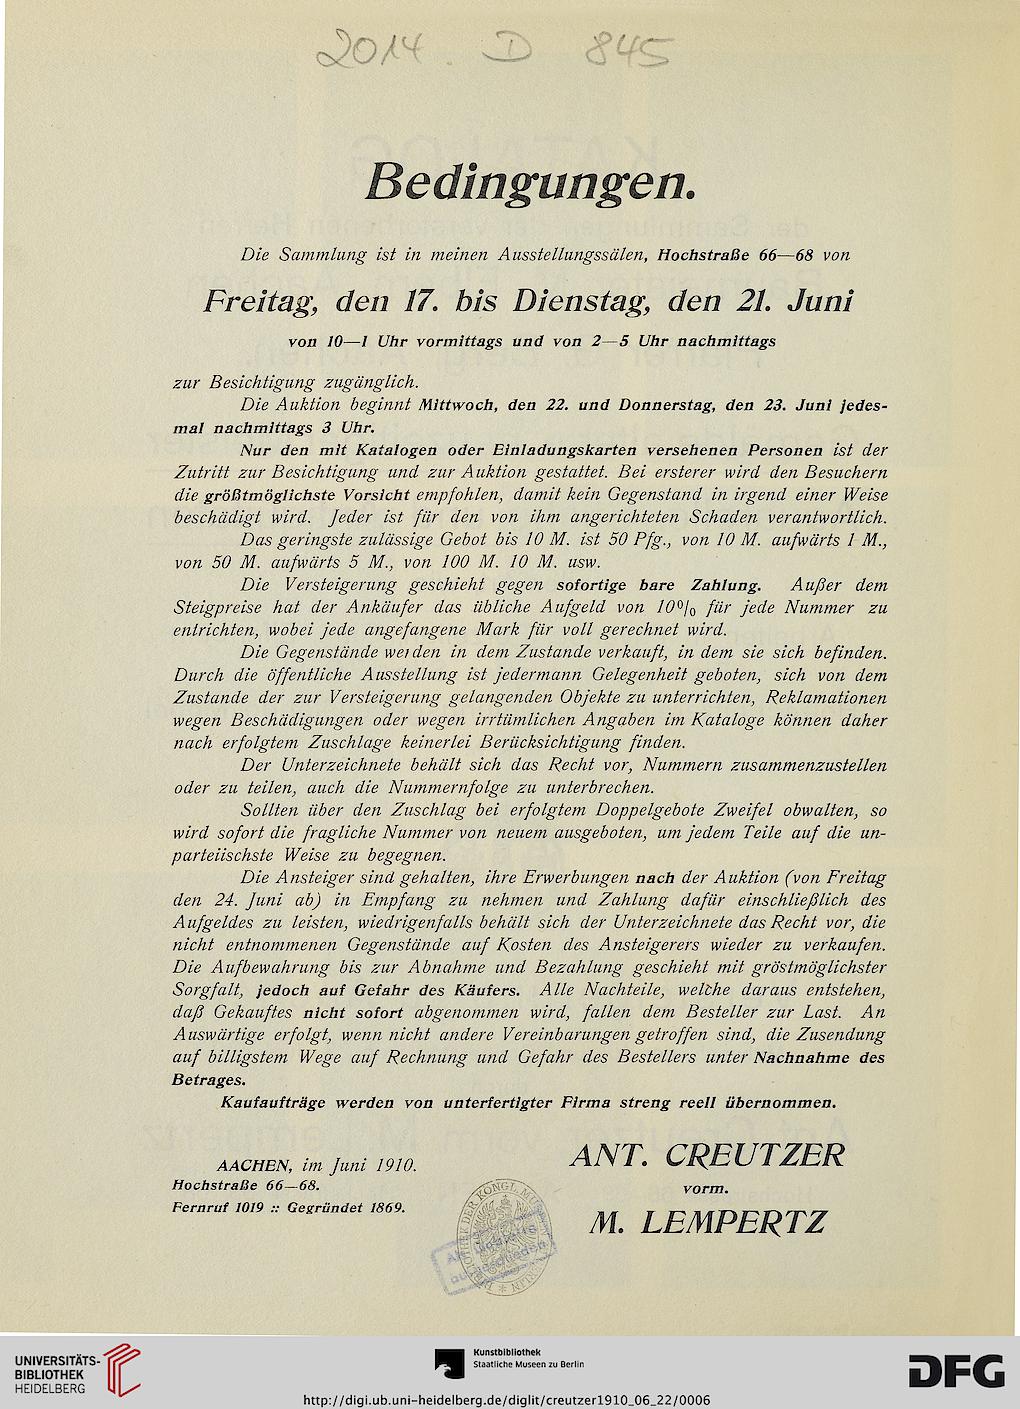 2014. D 845
Bedingungen.
Die Sammlung ist in meinen Ausstellungssälen, Hochstraße 66—68 von
Freitag, den 17. bis Dienstag, den 21. Juni
von 10—1 Uhr vormittags und von 2—5 Uhr nachmittags
zur Besichtigung zugänglich.
Die Auktion beginnt Mittwoch, den 22. und Donnerstag, den 23. Juni jedes-
mal nachmittags 3 Uhr.
Nur den mit Katalogen oder Einladungskarten versehenen Personen ist der
Zutritt zur Besichtigung und zur Auktion gestattet. Bei ersterer wird den Besuchern
die größtmöglichste Vorsicht empfohlen, damit kein Gegenstand in irgend einer Weise
beschädigt wird. Jeder ist für den von ihm angerichteten Schaden verantwortlich.
Das geringste zulässige Gebot bis 10 M. ist 50 Pfg., von 10 M. aufwärts 1 M.,
von 50 M. aufwärts 5 M., von 100 M. 10 M. usw.
Die Versteigerung geschieht gegen sofortige bare Zahlung. Außer dem
Steigpreise hat der Ankäufer das übliche Aufgeld von 10% für jede Nummer zu
entrichten, wobei jede angefangene Mark für voll gerechnet wird.
Die Gegenstände werden in dem Zustande verkauft, in dem sie sich befinden.
Durch die öffentliche Ausstellung ist jedermann Gelegenheit geboten, sich von dem
Zustande der zur Versteigerung gelangenden Objekte zu unterrichten, Reklamationen
wegen Beschädigungen oder wegen irrtümlichen Angaben im Kataloge können daher
nach erfolgtem Zuschlage keinerlei Berücksichtigung finden.
Der Unterzeichnete behält sich das Recht vor, Nummern zusammenzustellen
oder zu teilen, auch die Nummernfolge zu unterbrechen.
Sollten über den Zuschlag bei erfolgtem Doppelgebote Zweifel obwalten, so
wird sofort die fragliche Nummer von neuem ausgeboten, um jedem Teile auf die un-
parteiischste Weise zu begegnen.
Die Ansteiger sind gehalten, ihre Erwerbungen nach der Auktion (von Freitag
den 24. Juni ab) in Empfang zu nehmen und Zahlung dafür einschließlich des
Aufgeldes zu leisten, wiedrigenfalls behält sich der Unterzeichnete das Recht vor, die
nicht entnommenen Gegenstände auf Kosten des Ansteigerers wieder zu verkaufen.
Die Aufbewahrung bis zur Abnahme und Bezahlung geschieht mit gröstmöglichster
Sorgfalt, jedoch auf Gefahr des Käufers. Alle Nachteile, welche daraus entstehen,
daß Gekauftes nicht sofort abgenommen wird, fallen dem Besteller zur Last. An
Auswärtige erfolgt, wenn nicht andere Vereinbarungen getroffen sind, die Zusendung
auf billigstem Wege auf Rechnung und Gefahr des Bestellers unter Nachnahme des
Betrages.
Kaufaufträge werden von unterfertigter Firma streng reell übernommen.
AACHEN, im Juni 1910.
Hochstraße 66—68.
Fernruf 1019 :: Gegründet 1869.
ANT. CREUTZER
vorm.
M. LEMPERTZ
BIBLIOTHEK DER KÖNGL. MUSEEN * BERLIN
UNIVERSITÄTS-
BIBLIOTHEK
HEIDELBERG
Kunstbibliothek
Staatliche Museen zu Berlin
DFG
http://digi.ub.uni-heidelberg.de/diglit/creutzer1910_06_22/0006